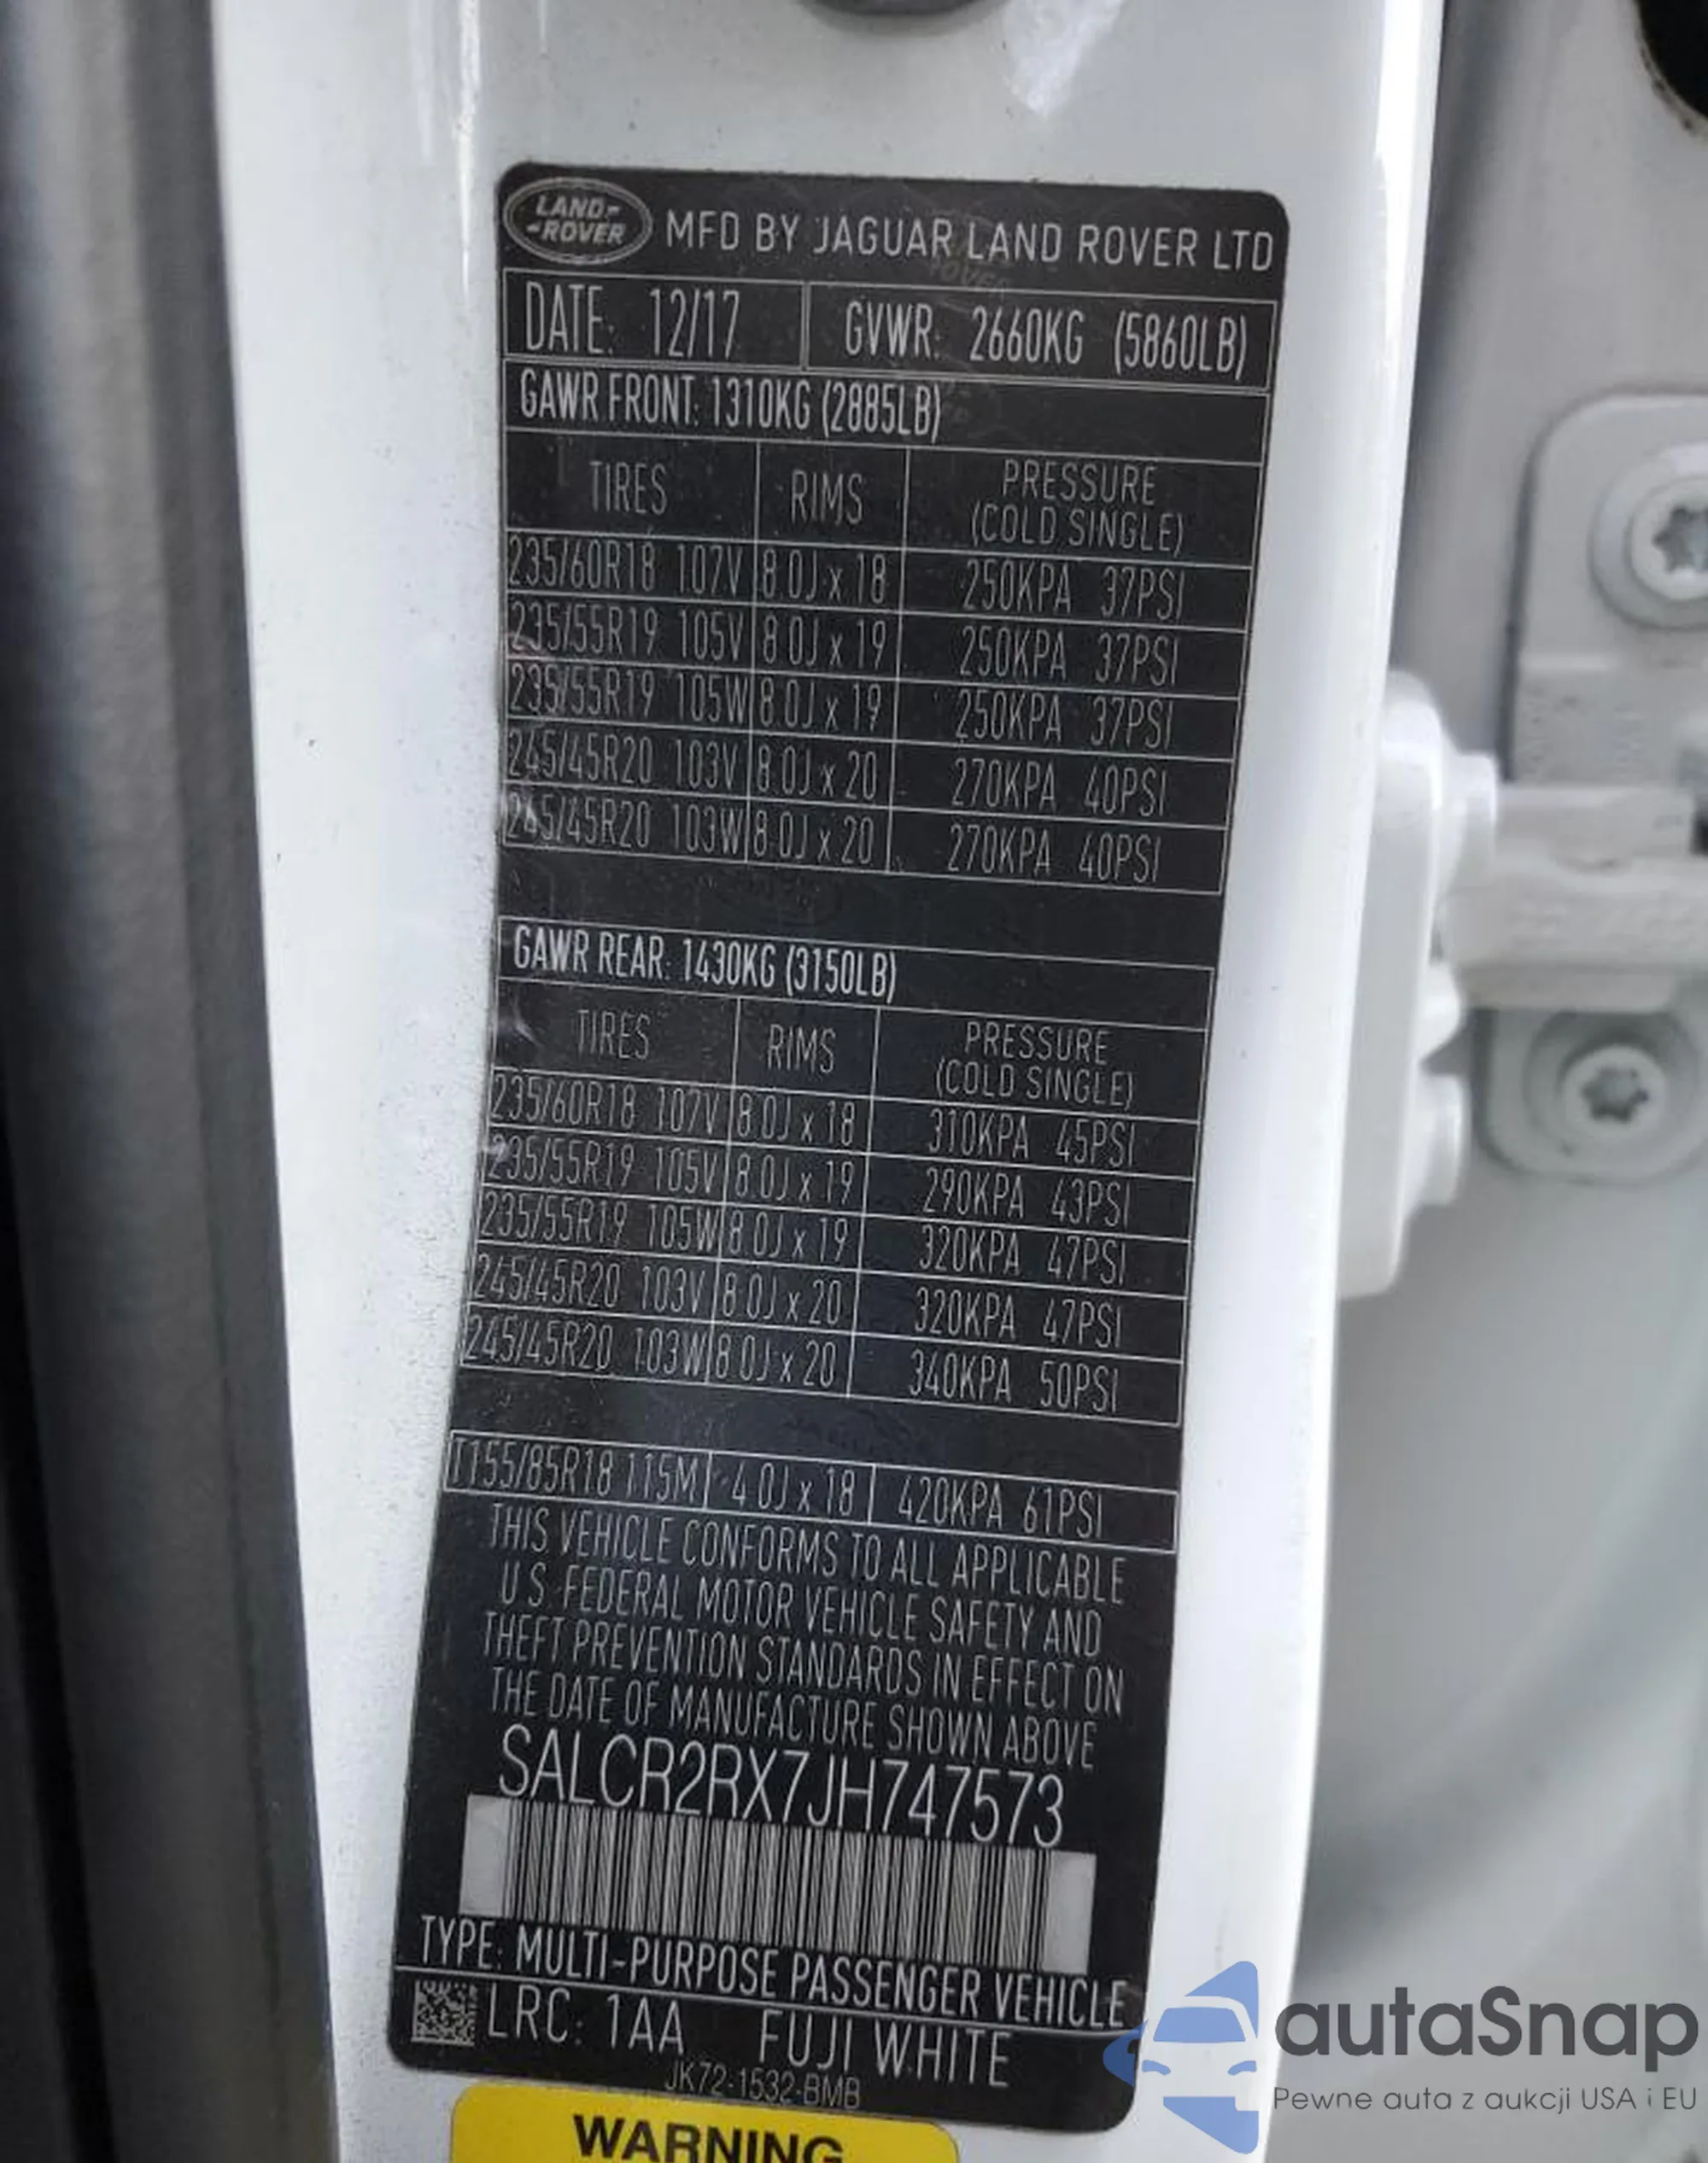 LAND-
-ROVER
MFD BY JAGUAR LAND ROVER LTD
DATE: 12/17 GVWR: 2660KG (5860LB)
GAWR FRONT: 1310KG (2885LB)
TIRES RIMS PRESSURE
(COLD SINGLE)
235/60R18 107V 8.0J x 18 250KPA 37PSI
235/55R19 105V 8.0J x 19 250KPA 37PSI
235/55R19 105W 8.0J x 19 250KPA 37PSI
245/45R20 103V 8.0J x 20 270KPA 40PSI
245/45R20 103W 8.0J x 20 270KPA 40PSI
GAWR REAR: 1430KG (3150LB)
TIRES RIMS PRESSURE
(COLD SINGLE)
235/60R18 107V 8.0J x 18 310KPA 45PSI
235/55R19 105V 8.0J x 19 290KPA 43PSI
235/55R19 105W 8.0J x 19 320KPA 47PSI
245/45R20 103V 8.0J x 20 320KPA 47PSI
245/45R20 103W 8.0J x 20 340KPA 50PSI
T155/85R18 115M 4.0J x 18 420KPA 61PSI
THIS VEHICLE CONFORMS TO ALL APPLICABLE
U.S. FEDERAL MOTOR VEHICLE SAFETY AND
THEFT PREVENTION STANDARDS IN EFFECT ON
THE DATE OF MANUFACTURE SHOWN ABOVE
SALCR2RX7JH747573
TYPE: MULTI-PURPOSE PASSENGER VEHICLE
LRC: 1AA FUJI WHITE
JK72-1532-BMB
WARNING
autaSnap
Pewne auta z aukcji USA i EU